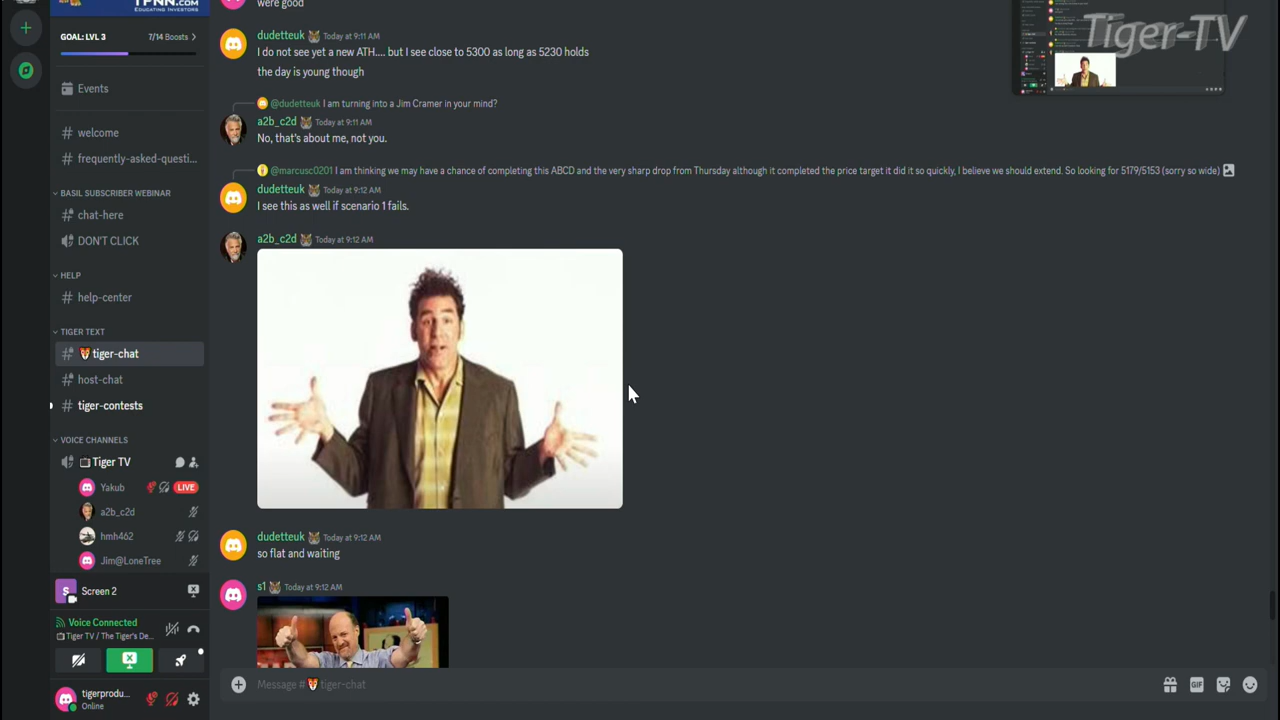 TFNN.COM
EDUCATING INVESTORS
GOAL: LVL 3 7/14 Boosts >
Events
welcome
frequently-asked-questi...
BASIL SUBSCRIBER WEBINAR
chat-here
DON'T CLICK
HELP
help-center
TIGER TEXT
tiger-chat
host-chat
tiger-contests
VOICE CHANNELS
Tiger TV
Yakub LIVE
a2b_c2d
hmh462
Jim@LoneTree
Screen 2
Voice Connected
Tiger TV / The Tiger's De...
tigerprodu...
Online
were good
dudetteuk Today at 9:11 AM
I do not see yet a new ATH.... but I see close to 5300 as long as 5230 holds
the day is young though
@dudetteuk I am turning into a Jim Cramer in your mind?
a2b_c2d Today at 9:11 AM
No, that's about me, not you.
@marcusc0201 I am thinking we may have a chance of completing this ABCD and the very sharp drop from Thursday although it completed the price target it did it so quickly, I believe we should extend. So looking for 5179/5153 (sorry so wide)
dudetteuk Today at 9:12 AM
I see this as well if scenario 1 fails.
a2b_c2d Today at 9:12 AM
dudetteuk Today at 9:12 AM
so flat and waiting
s1 Today at 9:12 AM
Message #tiger-chat
GIF
Tiger-TV